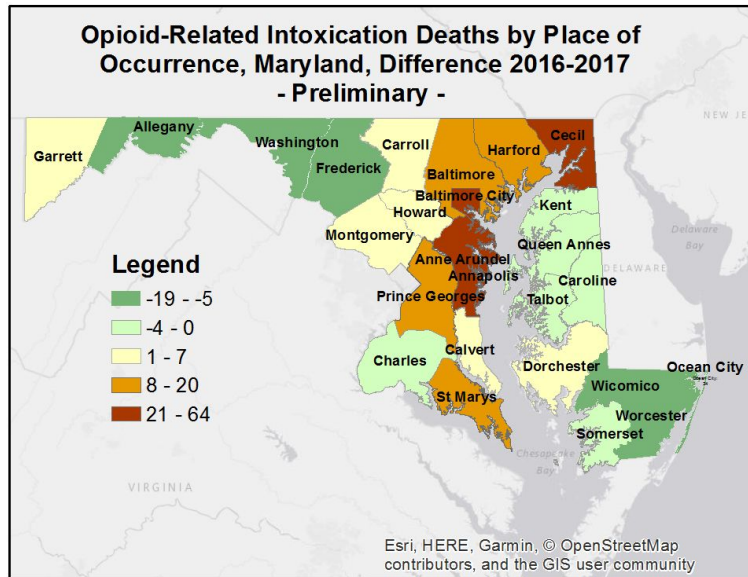 Opioid-Related Intoxication Deaths by Place of
Occurrence, Maryland, Difference 2016-2017
- Preliminary -
NEW JE
Garrett
Allegany
Washington
Frederick
Carroll
Baltimore
Harford
Cecil
Baltimore City
Howard
Kent
Montgomery
Queen Annes
Delaware
Bay
Anne Arundel
Annapolis
DELAWARE
Caroline
Talbot
Prince Georges
Legend
-19 - -5
-4 - 0
1 - 7
8 - 20
21 - 64
Charles
Calvert
Dorchester
Ocean City
Wicomico
St Marys
Worcester
Somerset
Chesapeake
Bay
VIRGINIA
Esri, HERE, Garmin, © OpenStreetMap
contributors, and the GIS user community